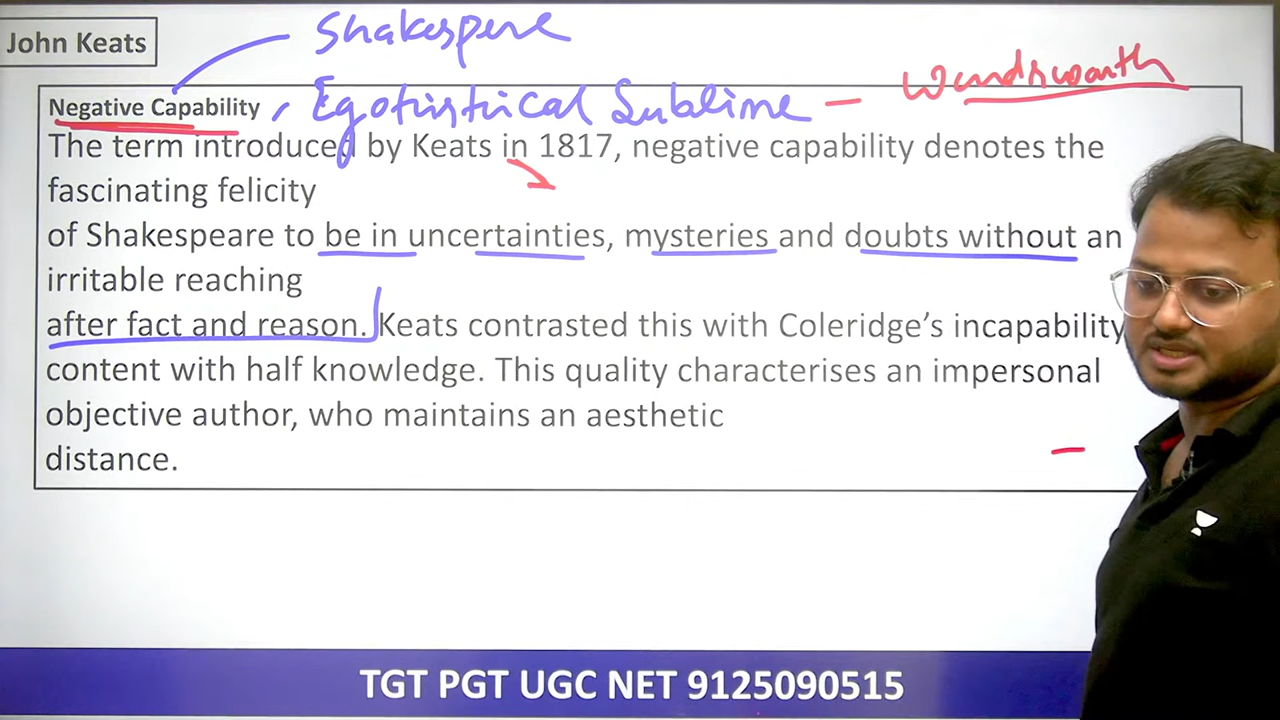 John Keats
Shakespere
Negative Capability , Egotistrical Sublime - Wordsworth
The term introduced by Keats in 1817, negative capability denotes the
fascinating felicity
of Shakespeare to be in uncertainties, mysteries and doubts without an
irritable reaching
after fact and reason. Keats contrasted this with Coleridge's incapability
content with half knowledge. This quality characterises an impersonal
objective author, who maintains an aesthetic
distance.
TGT PGT UGC NET 9125090515